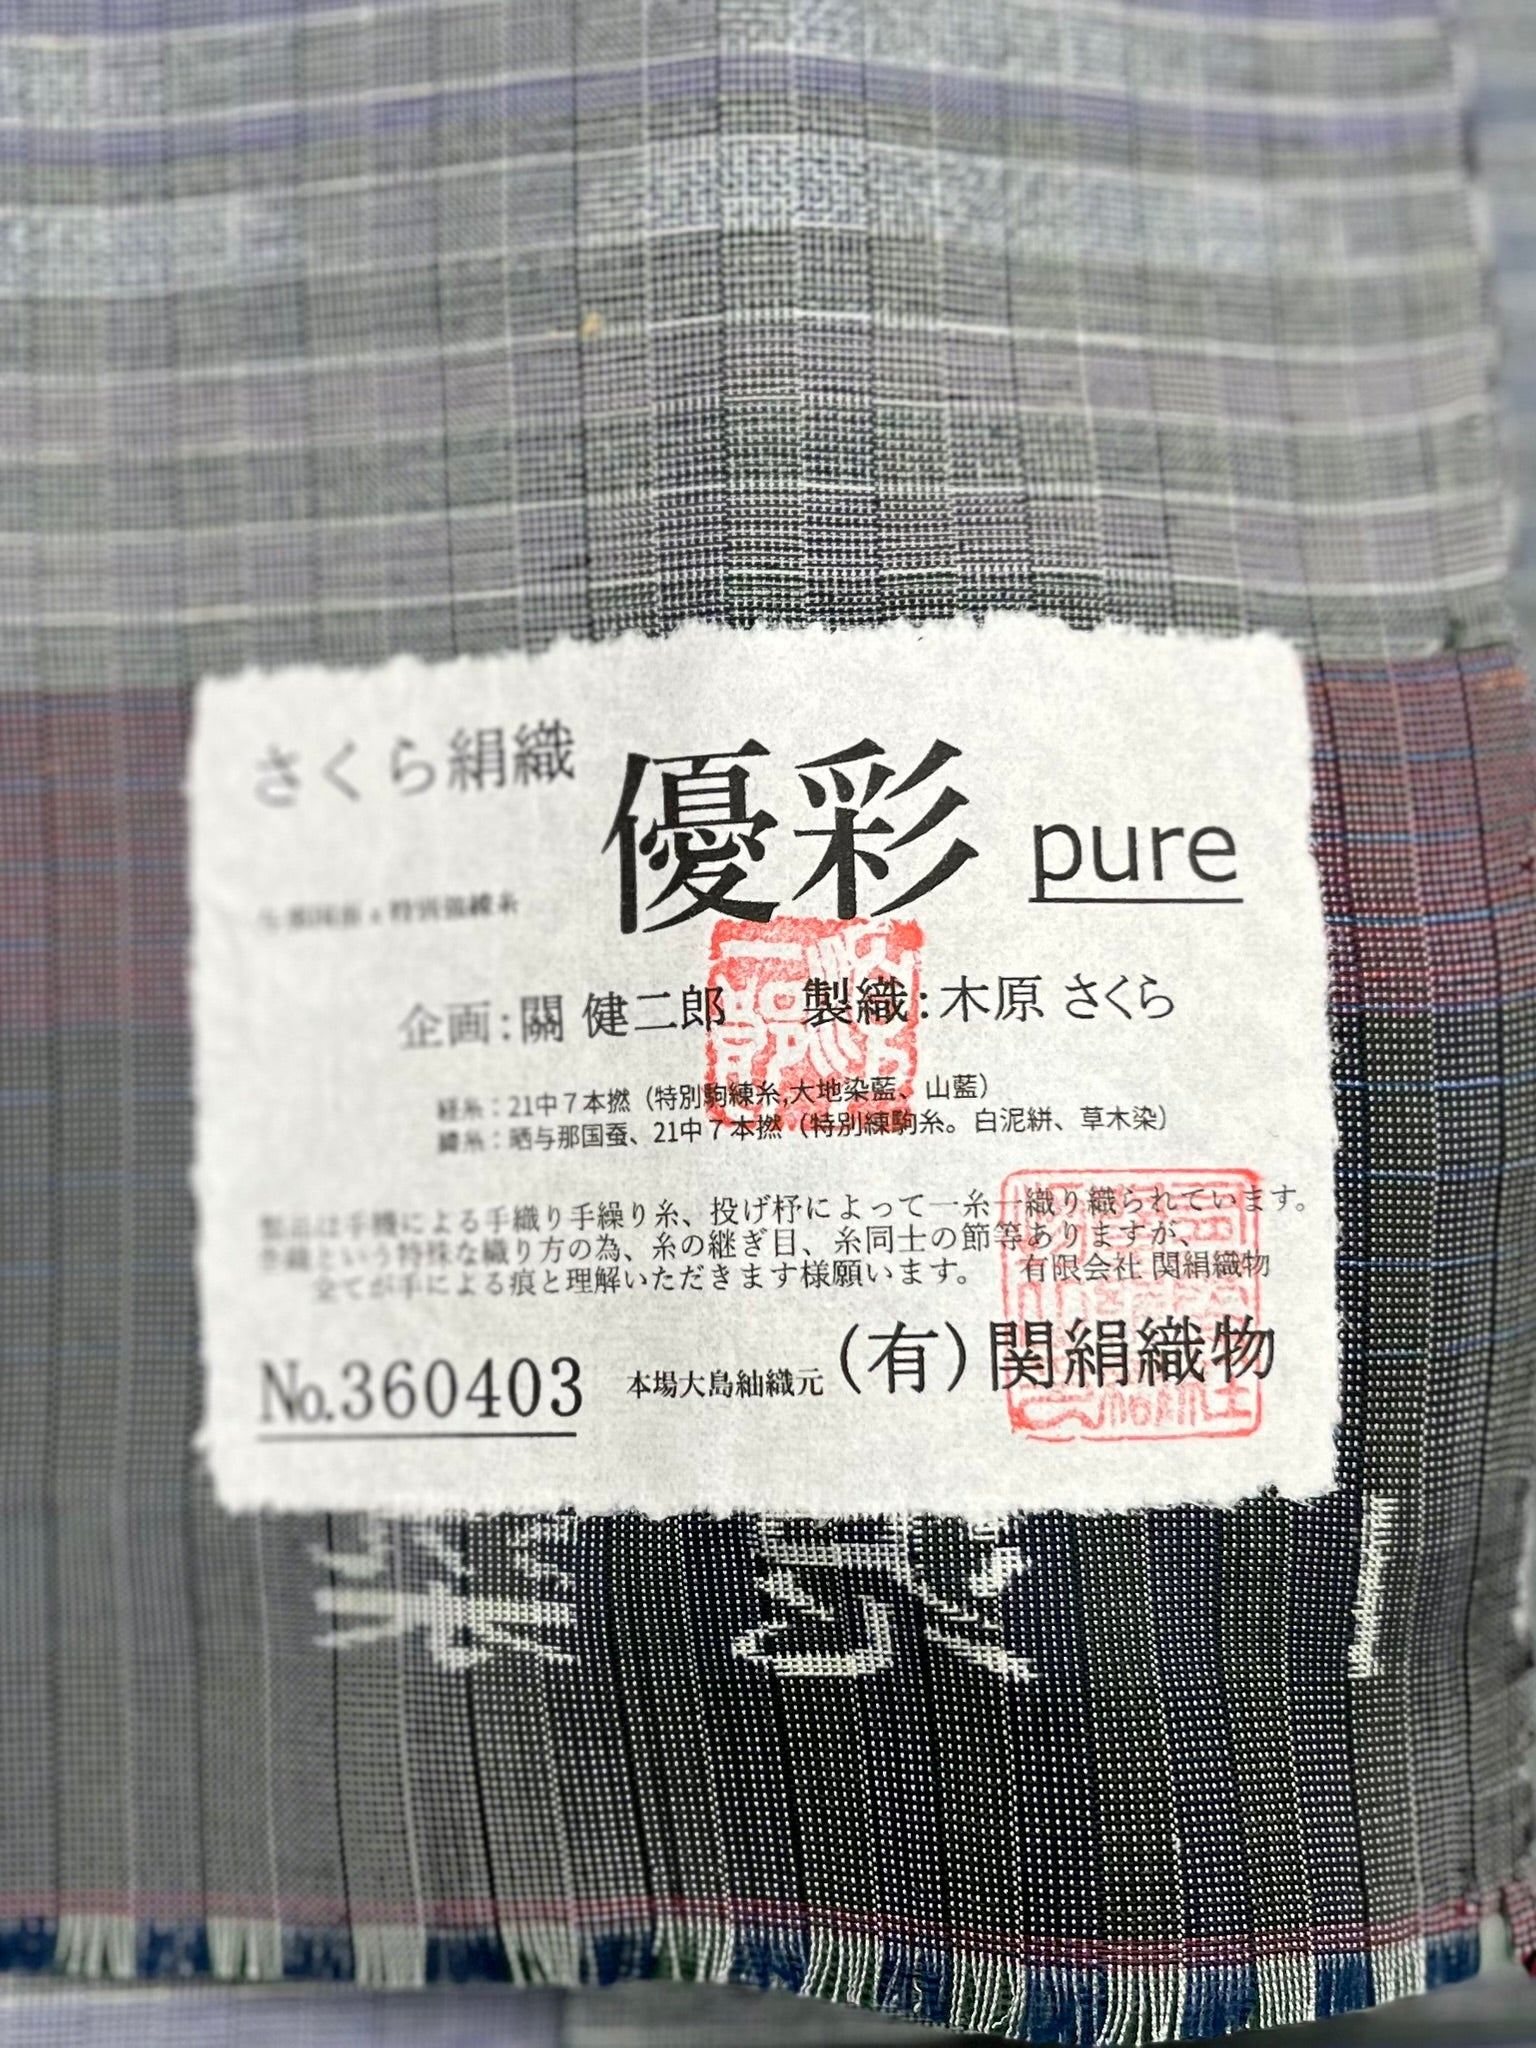 さくら絹織
優彩 pure
企画：關 健二郎　製織：木原 さくら
経糸：21中７本撚（特別駒練糸,大地染藍、山藍）
緯糸：晒与那国蚕、21中７本撚（特別練駒糸。白泥絣、草木染）
製品は手機による手織り手繰り糸、投げ杼によって一糸一織り織られています。
という特殊な織り方の為、糸の継ぎ目、糸同士の節等ありますが、
全てが手による痕と理解いただきます様願います。　有限会社 関絹織物
No.360403　本場大島紬織元（有）関絹織物